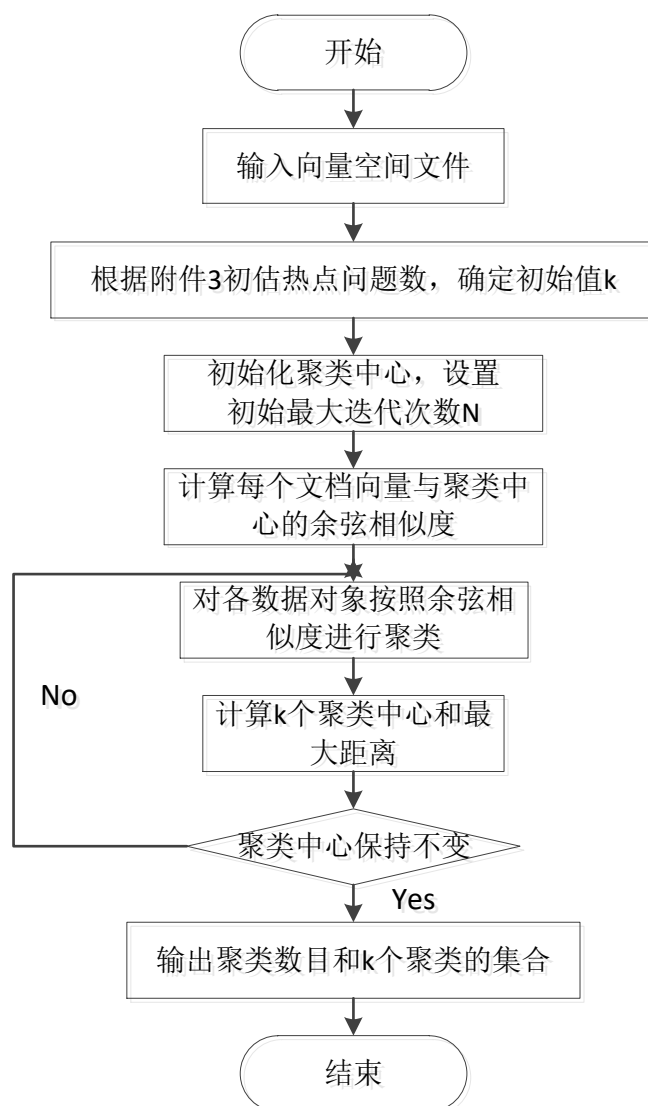 开始
输入向量空间文件
根据附件3初估热点问题数，确定初始值k
初始化聚类中心，设置
初始最大迭代次数N
计算每个文档向量与聚类中
心的余弦相似度
对各数据对象按照余弦相
似度进行聚类
No
计算k个聚类中心和最
大距离
聚类中心保持不变
Yes
输出聚类数目和k个聚类的集合
结束